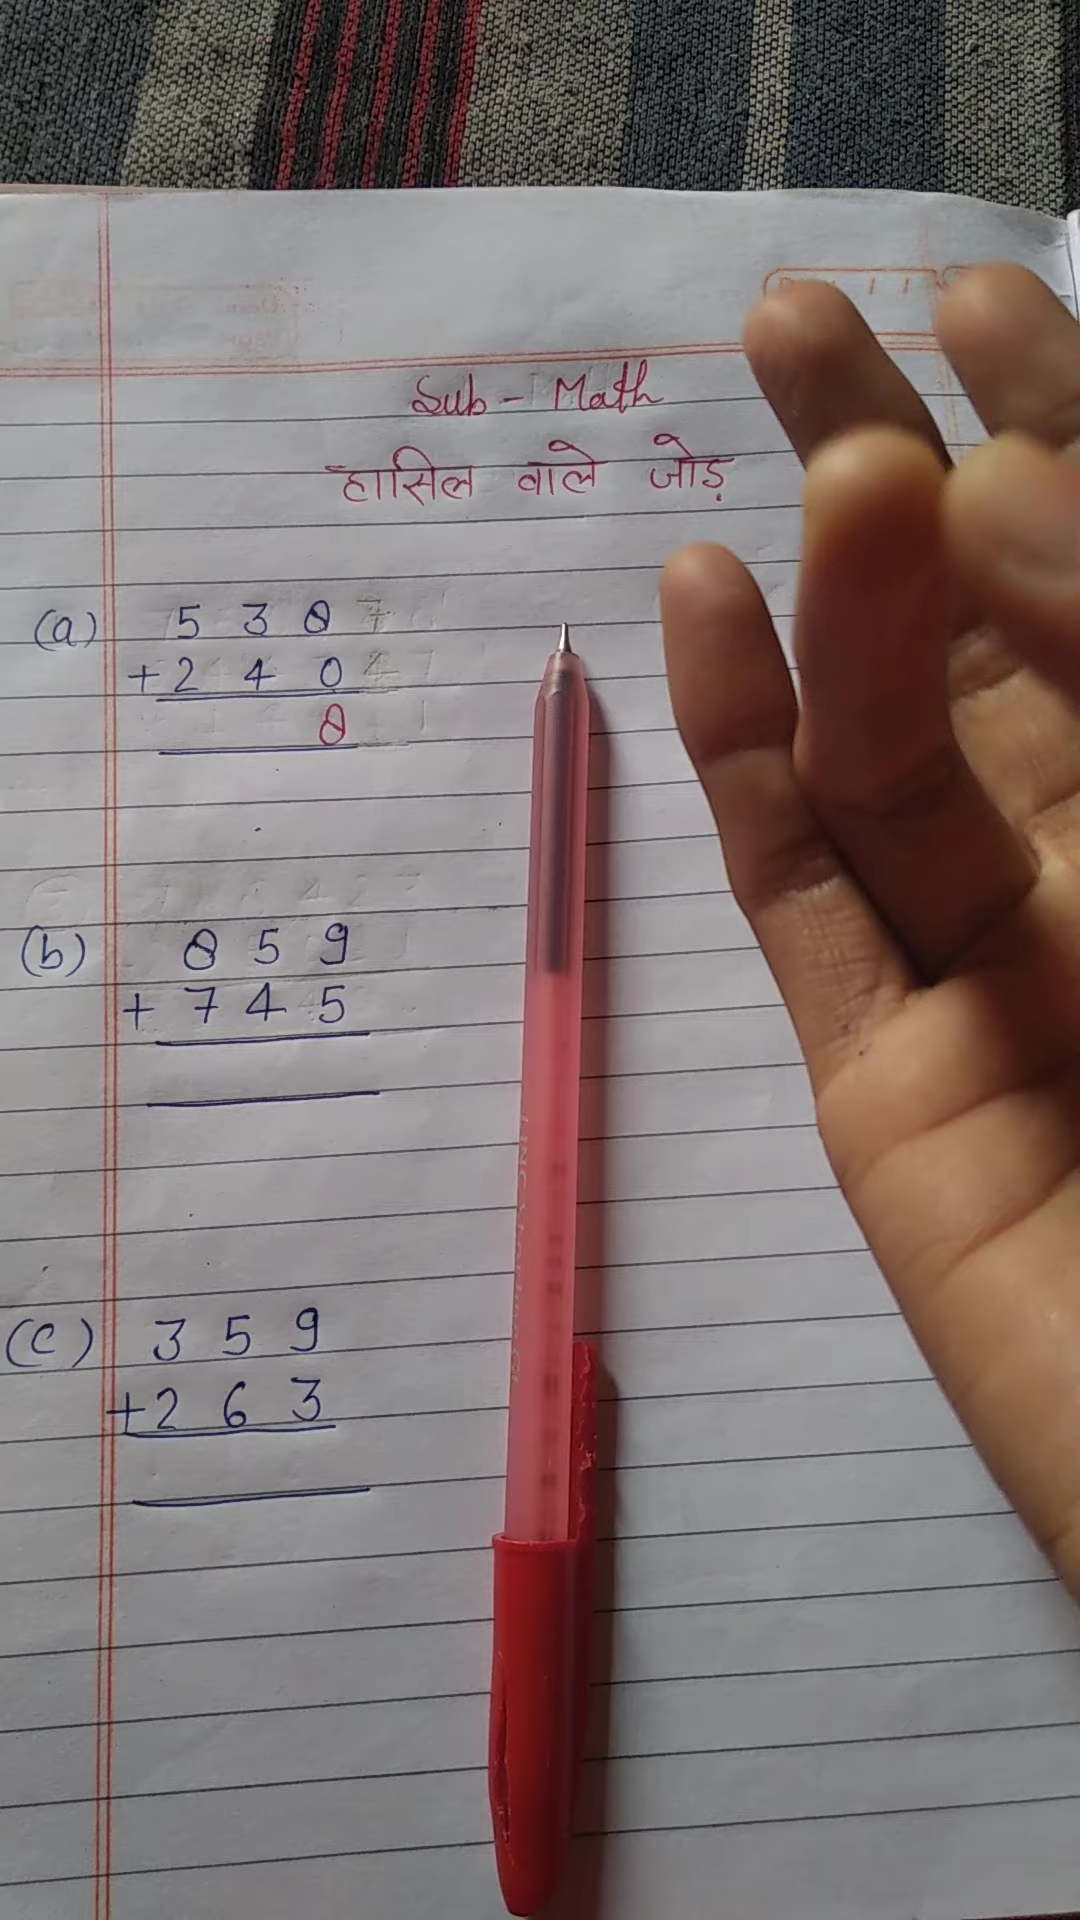 Sub - Math
हासिल वाले जोड़
(a) 5 3 8
+ 2 4 0
8
(b) 8 5 9
+ 7 4 5
(c) 3 5 9
+ 2 6 3